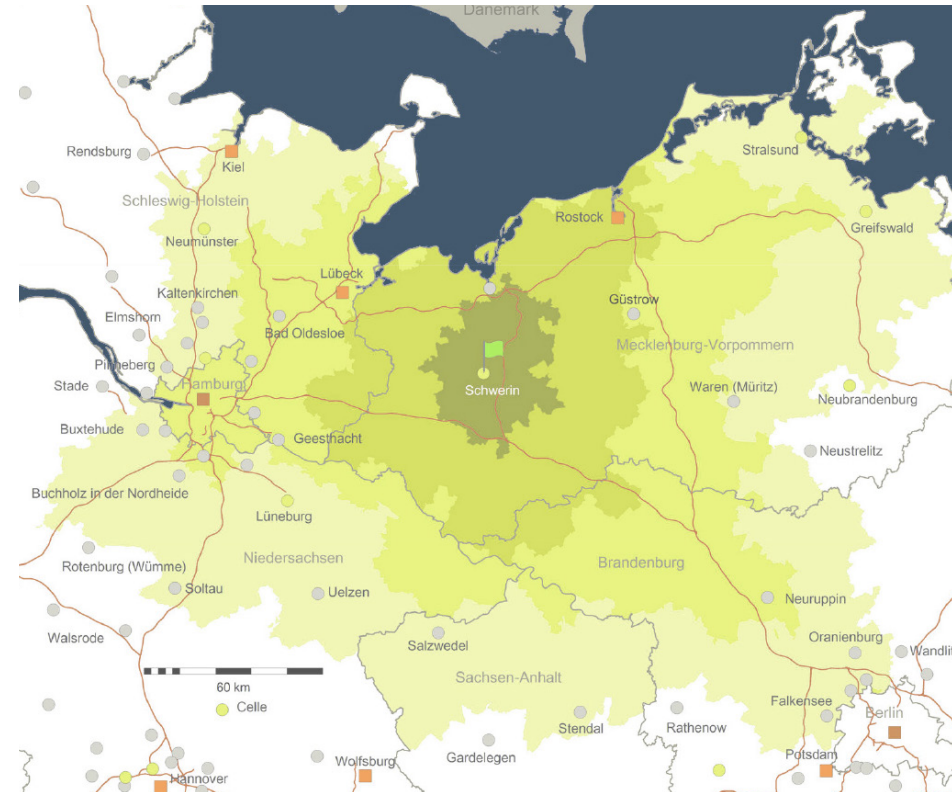 Dänemark
Rendsburg
Kiel
Stralsund
Schleswig-Holstein
Rostock
Greifswald
Neumünster
Lübeck
Kaltenkirchen
Güstrow
Elmshorn
Bad Oldesloe
Mecklenburg-Vorpommern
Pinneberg
Hamburg
Schwerin
Stade
Waren (Müritz)
Neubrandenburg
Buxtehude
Geesthacht
Neustrelitz
Buchholz in der Nordheide
Lüneburg
Niedersachsen
Brandenburg
Rotenburg (Wümme)
Soltau
Uelzen
Neuruppin
Walsrode
Salzwedel
Oranienburg
Wandlit
60 km
Sachsen-Anhalt
Celle
Falkensee
Berlin
Stendal
Rathenow
Gardelegen
Potsdam
Wolfsburg
Hannover